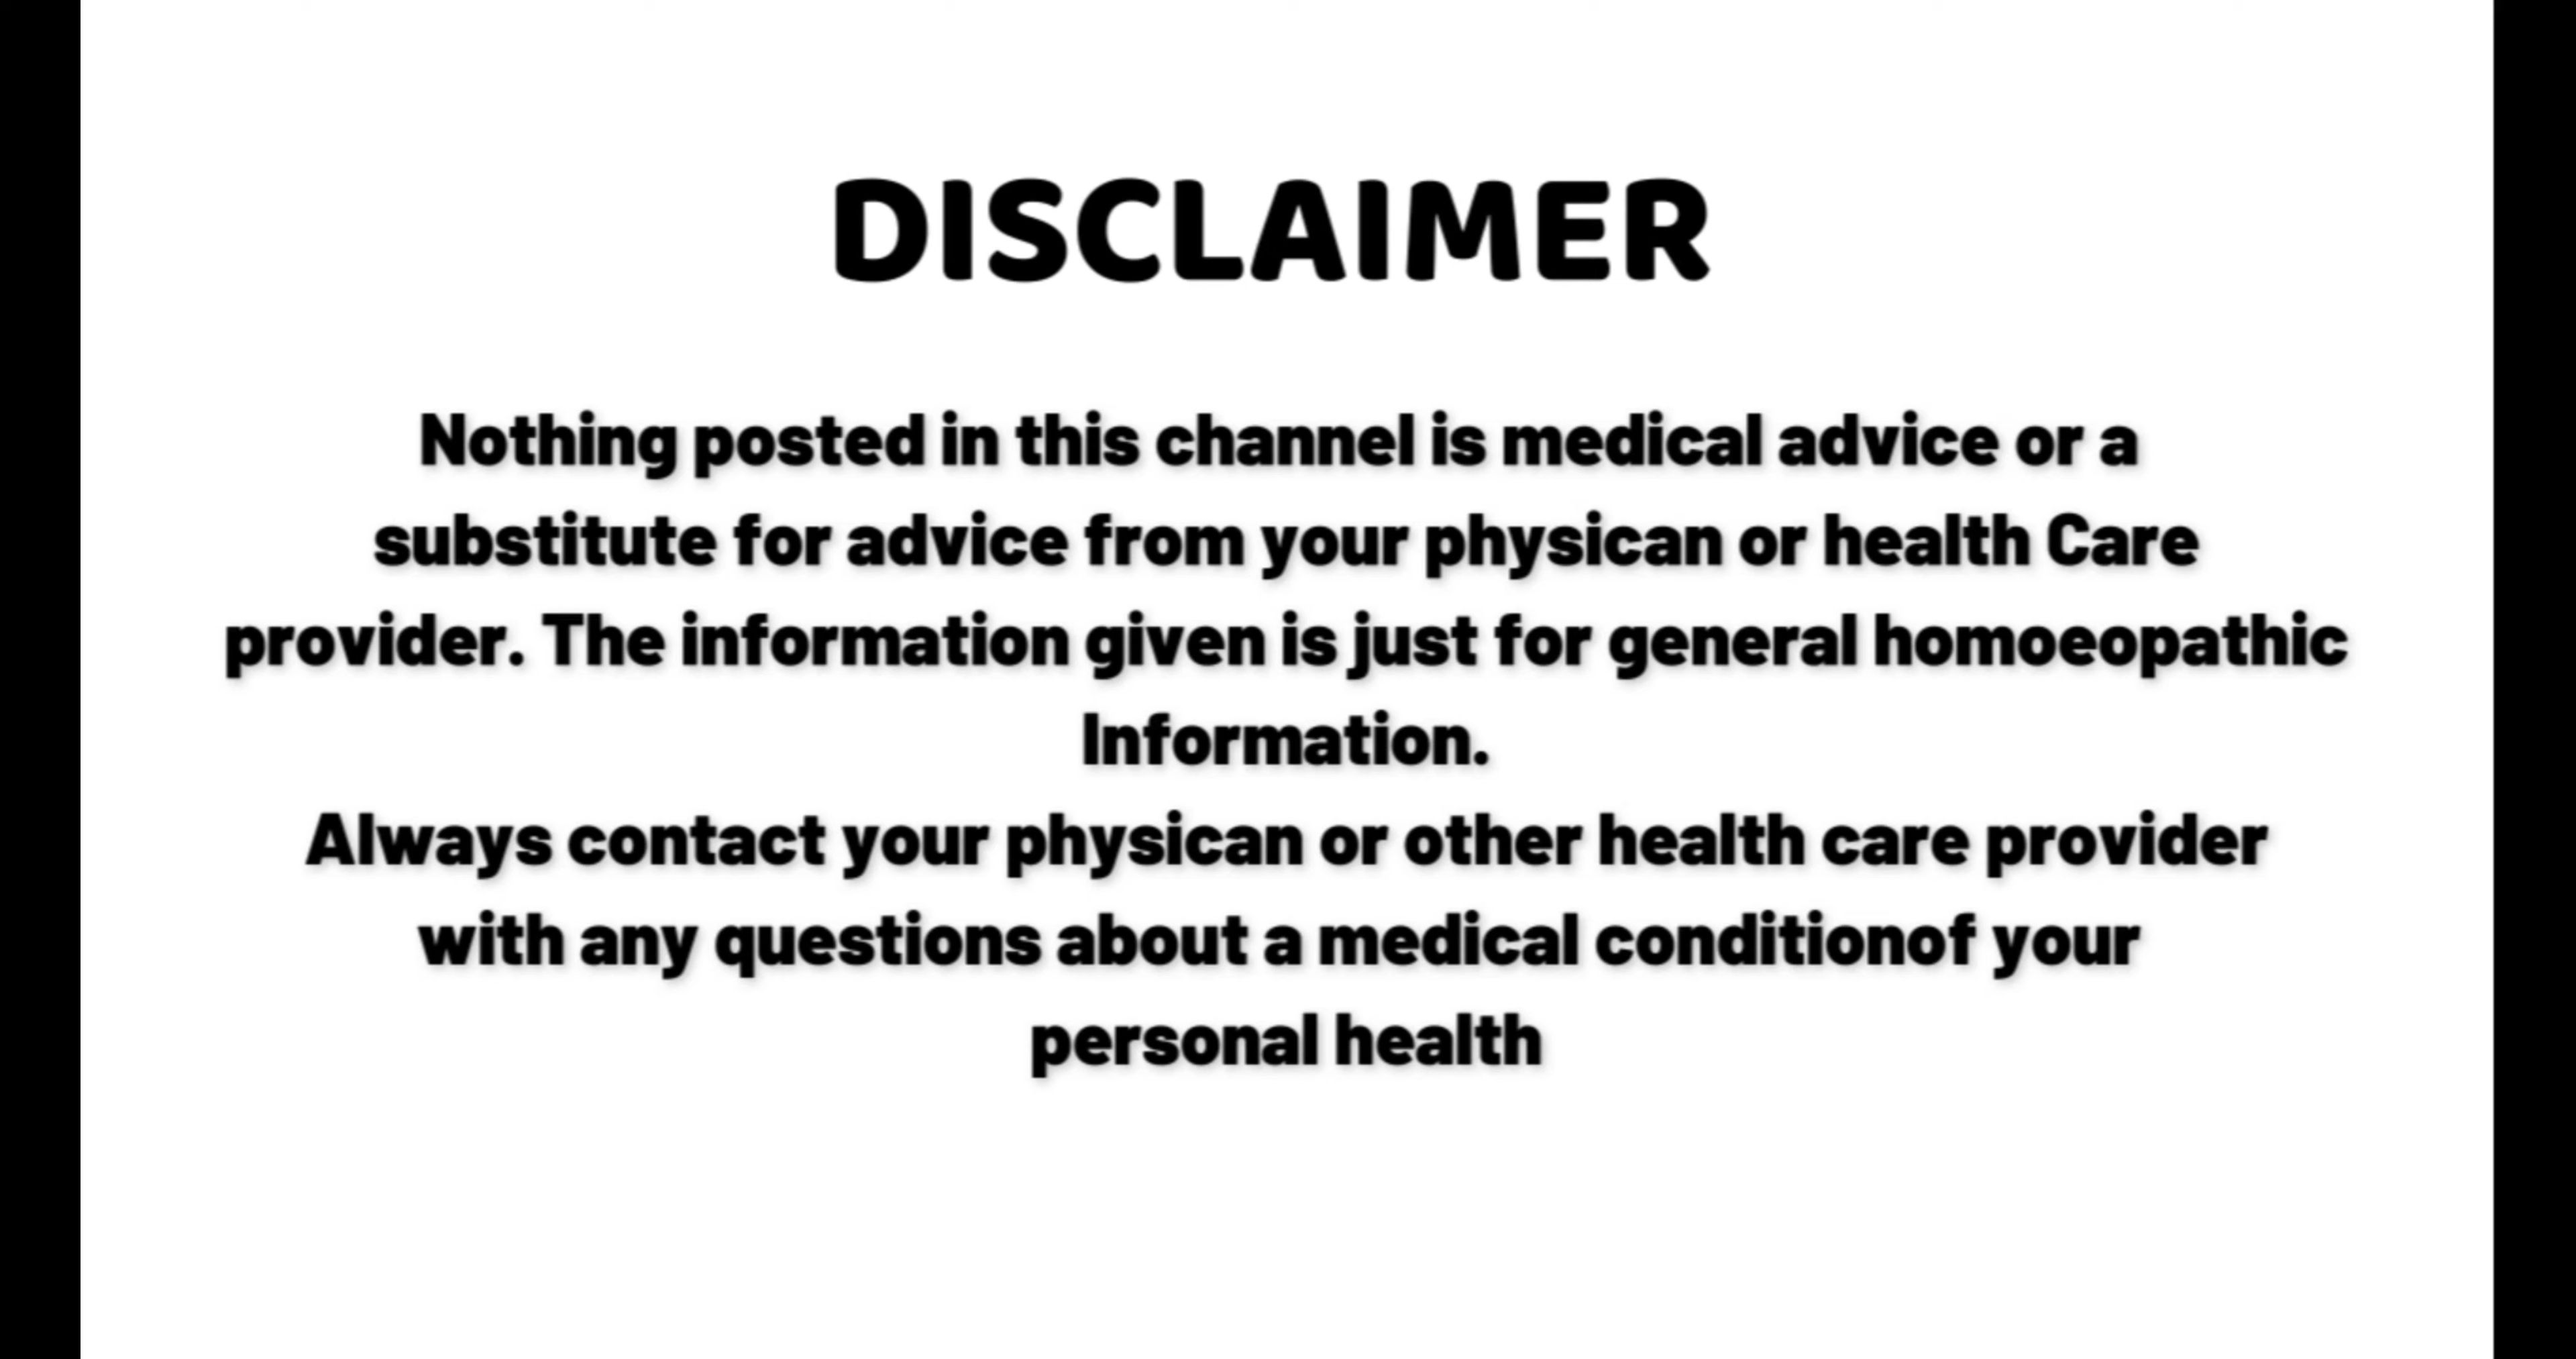 DISCLAIMER
Nothing posted in this channel is medical advice or a
substitute for advice from your physican or health Care
provider. The information given is just for general homoeopathic
Information.
Always contact your physican or other health care provider
with any questions about a medical conditionof your
personal health